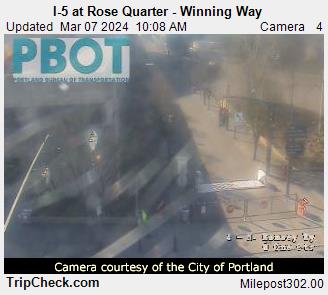 I-5 at Rose Quarter - Winning Way
Updated Mar 07 2024 10:08 AM Camera 4
PBOT
PORTLAND BUREAU OF TRANSPORTATION
Camera courtesy of the City of Portland
TripCheck.com Milepost302.00